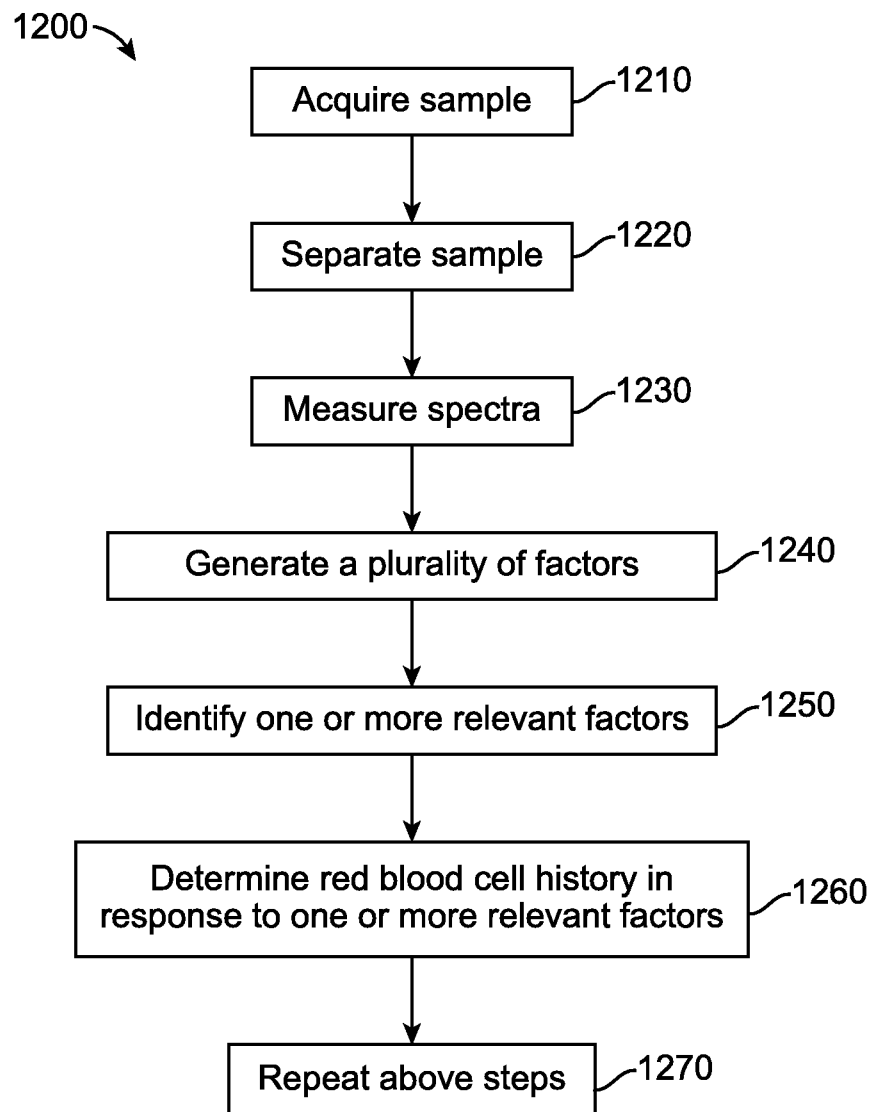 1200
Acquire sample
1210
Separate sample
1220
Measure spectra
1230
Generate a plurality of factors
1240
Identify one or more relevant factors
1250
Determine red blood cell history in
response to one or more relevant factors
1260
Repeat above steps
1270